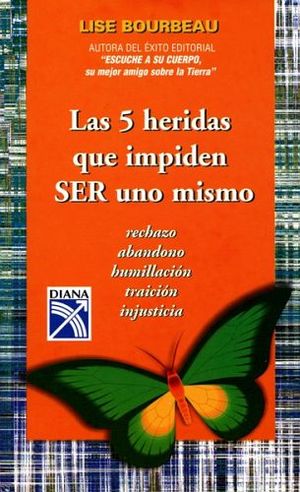 LISE BOURBEAU
AUTORA DEL ÉXITO EDITORIAL
"ESCUCHE A SU CUERPO,
su mejor amigo sobre la Tierra"
Las 5 heridas
que impiden
SER uno mismo
rechazo
abandono
humillación
traición
injusticia
DIANA